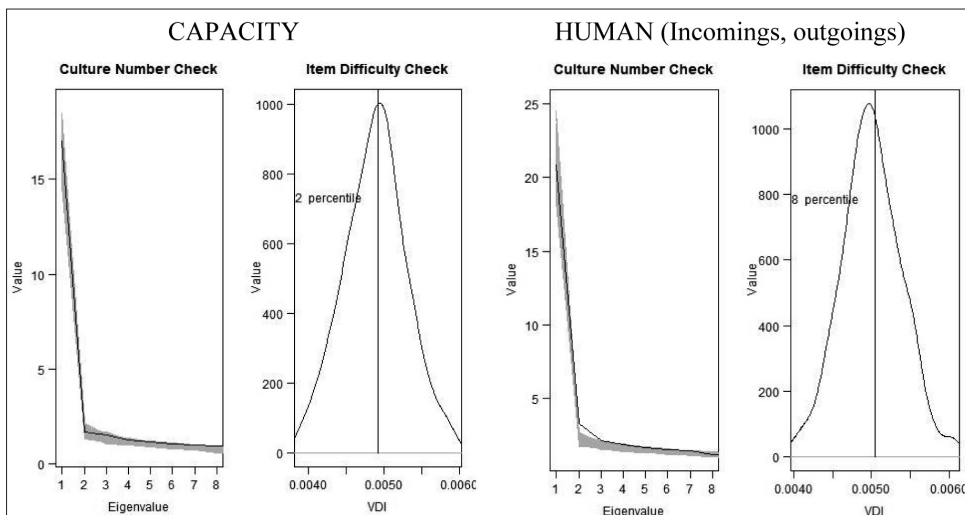 CAPACITY
HUMAN (Incomings, outgoings)
Culture Number Check
Item Difficulty Check
Culture Number Check
Item Difficulty Check
Value
15
10
5
0
1 2 3 4 5 6 7 8
Eigenvalue
Value
1000
800
600
400
200
0
2 percentile
0.0040 0.0050 0.0060
VDI
Value
25
20
15
10
5
1 2 3 4 5 6 7 8
Eigenvalue
Value
1000
800
600
400
200
0
8 percentile
0.0040 0.0050 0.0060
VDI